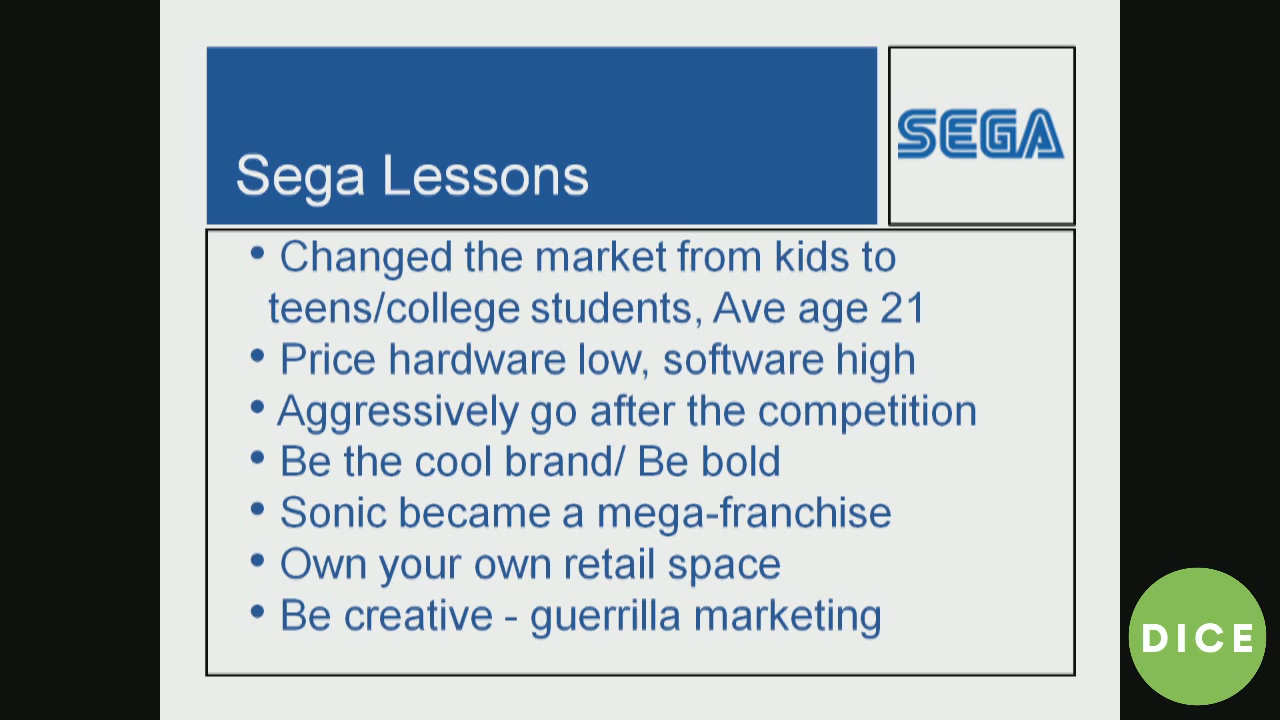 SEGA
Sega Lessons
• Changed the market from kids to
teens/college students, Ave age 21
• Price hardware low, software high
• Aggressively go after the competition
• Be the cool brand/ Be bold
• Sonic became a mega-franchise
• Own your own retail space
• Be creative - guerrilla marketing
DICE